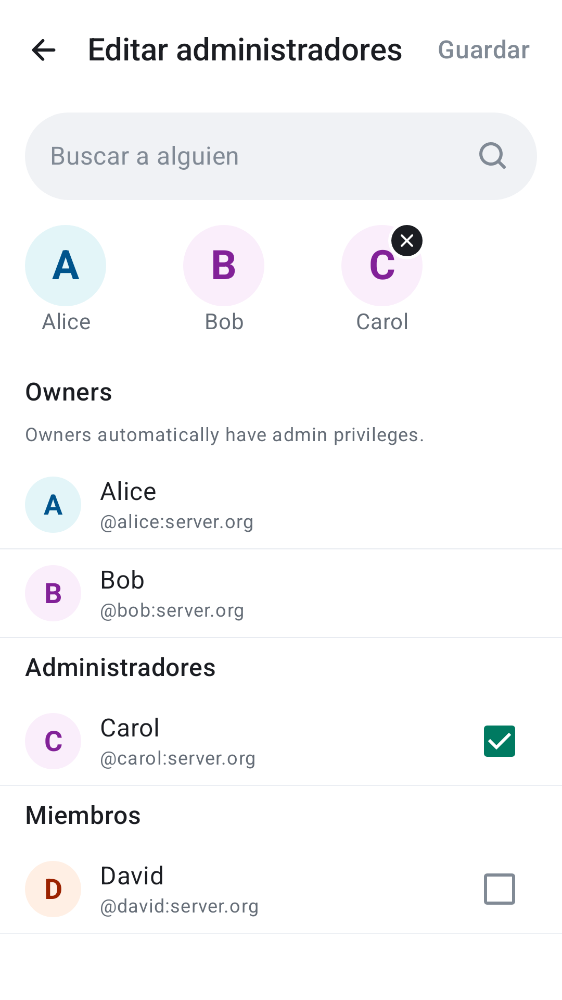 Editar administradores
Guardar
Buscar a alguien
A
B
C
Alice
Bob
Carol
Owners
Owners automatically have admin privileges.
A
Alice
@alice:server.org
B
Bob
@bob:server.org
Administradores
C
Carol
@carol:server.org
Miembros
D
David
@david:server.org